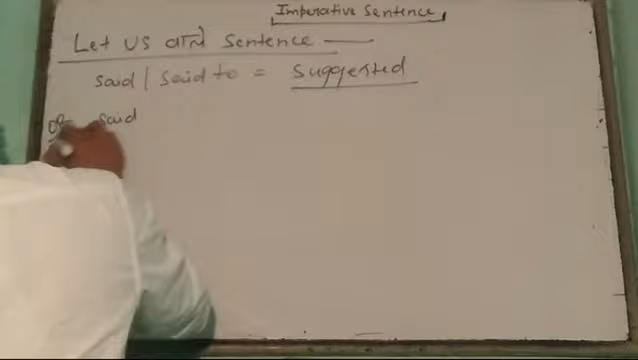 Imperative Sentence
Let us वाले Sentence
said / said to = suggested
said